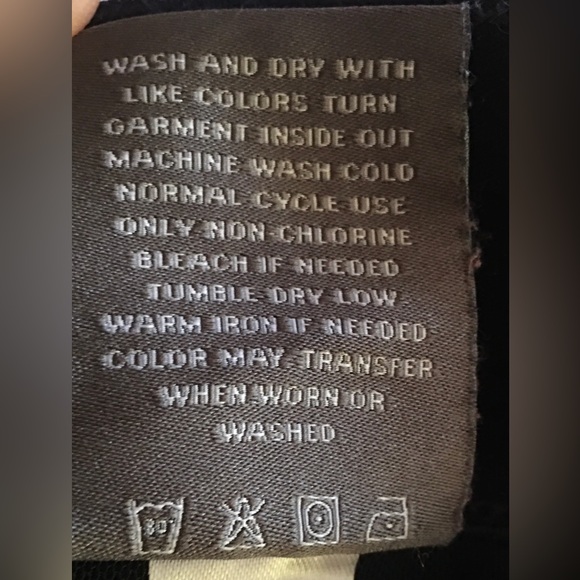 WASH AND DRY WITH
LIKE COLORS TURN
GARMENT INSIDE OUT
MACHINE WASH COLD
NORMAL CYCLE USE
ONLY NON-CHLORINE
BLEACH IF NEEDED
TUMBLE DRY LOW
WARM IRON IF NEEDED
COLOR MAY TRANSFER
WHEN WORN OR
WASHED